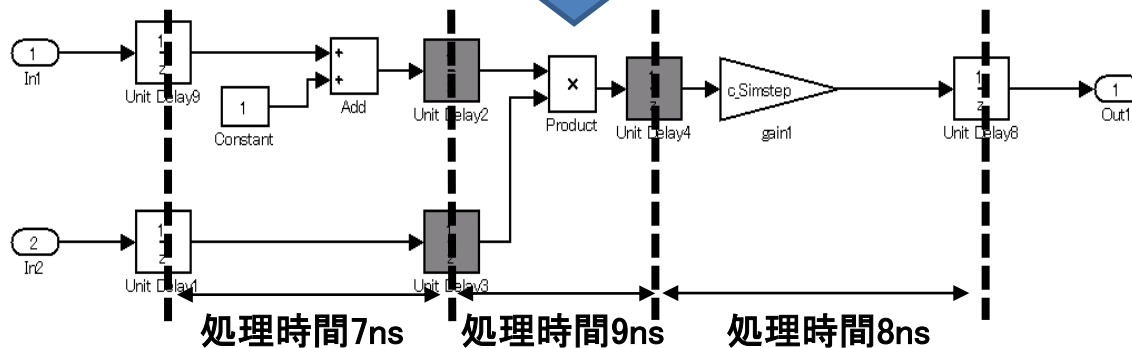 1
In1
1
z
Unit Delay9
1
Constant
+
+
Add
Unit Delay2
×
Product
1
z
Unit Delay4
c_Simstep
gain1
1
z
Unit Delay8
1
Out1
2
In2
1
z
Unit Delay1
1
z
Unit Delay3
処理時間7ns
処理時間9ns
処理時間8ns